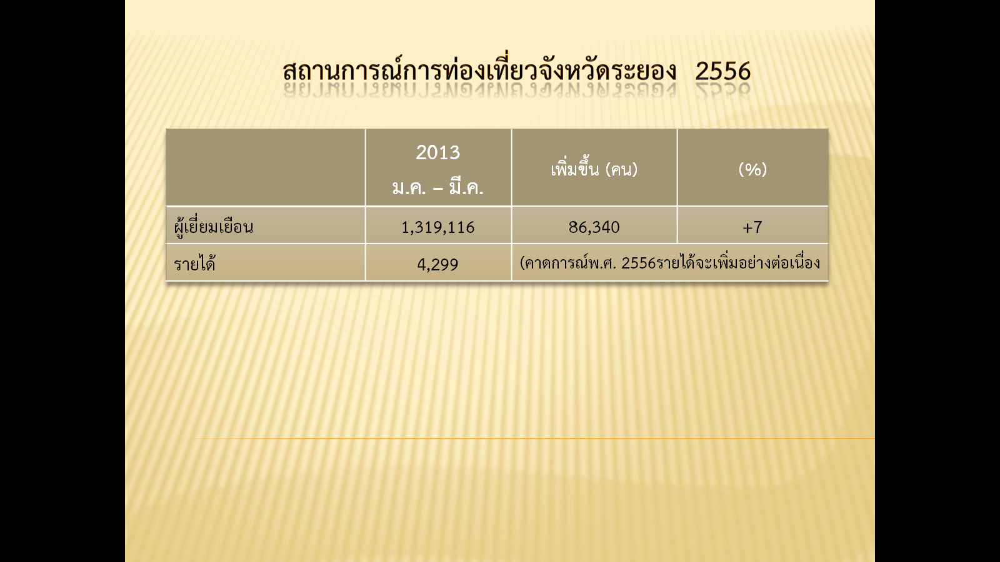 สถานการณ์การท่องเที่ยวจังหวัดระยอง 2556
2013
ม.ค. – มี.ค.
เพิ่มขึ้น (คน)
(%)
ผู้เยี่ยมเยือน 1,319,116 86,340 +7
รายได้ 4,299 (คาดการณ์พ.ศ. 2556รายได้จะเพิ่มอย่างต่อเนื่อง